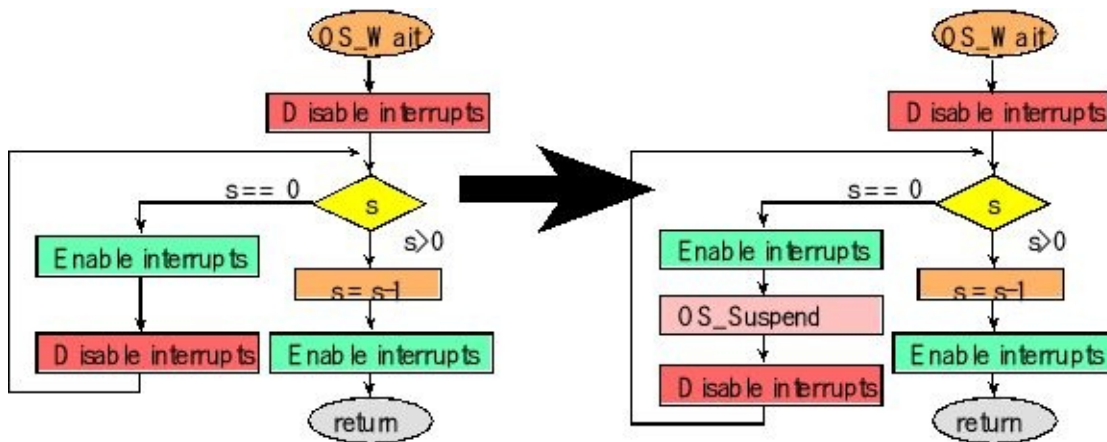 OS_Wait
Disable interrupts
s== 0
s
s>0
Enable interrupts
s= s-1
Disable interrupts
Enable interrupts
return
OS_Wait
Disable interrupts
s== 0
s
s>0
Enable interrupts
s= s-1
OS_Suspend
Enable interrupts
Disable interrupts
return